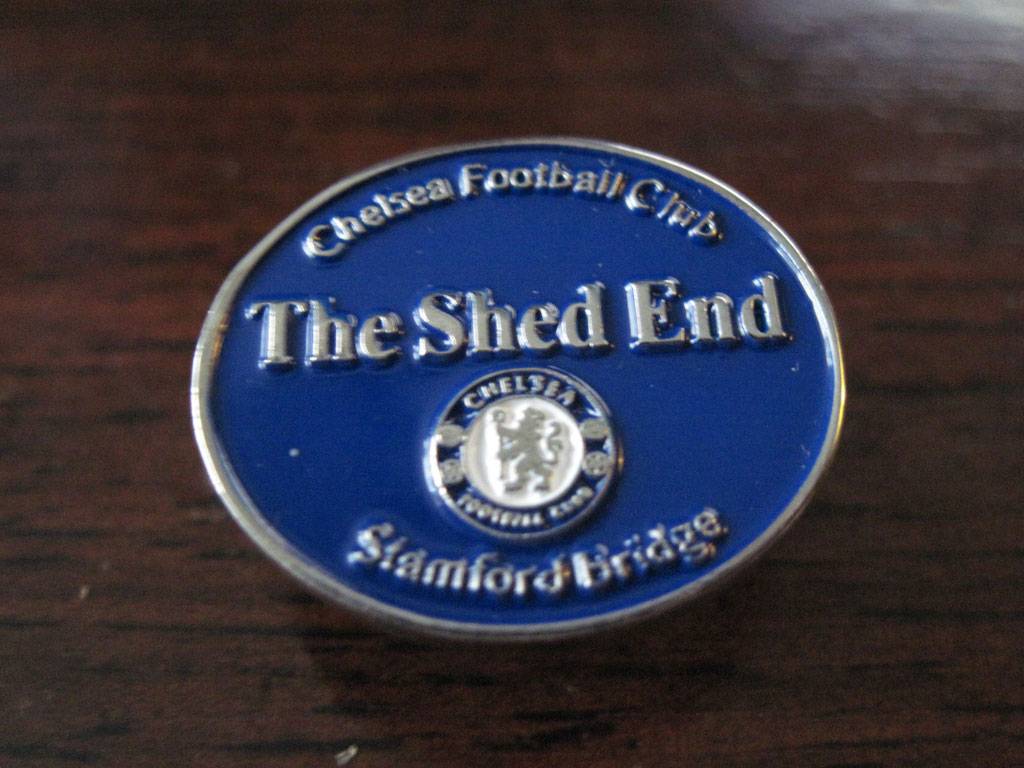 Chelsea Football Club
The Shed End
CHELSEA
FOOTBALL CLUB
Stamford Bridge